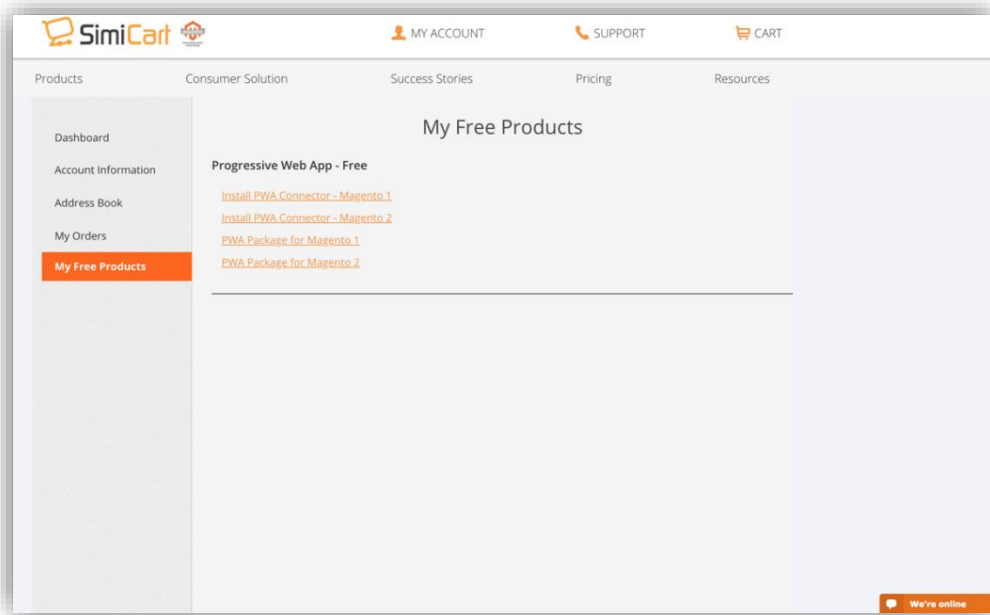 SimiCart
MY ACCOUNT
SUPPORT
CART
Products
Consumer Solution
Success Stories
Pricing
Resources
Dashboard
Account Information
Address Book
My Orders
My Free Products
My Free Products
Progressive Web App - Free
Install PWA Connector - Magento 1
Install PWA Connector - Magento 2
PWA Package for Magento 1
PWA Package for Magento 2
We're online